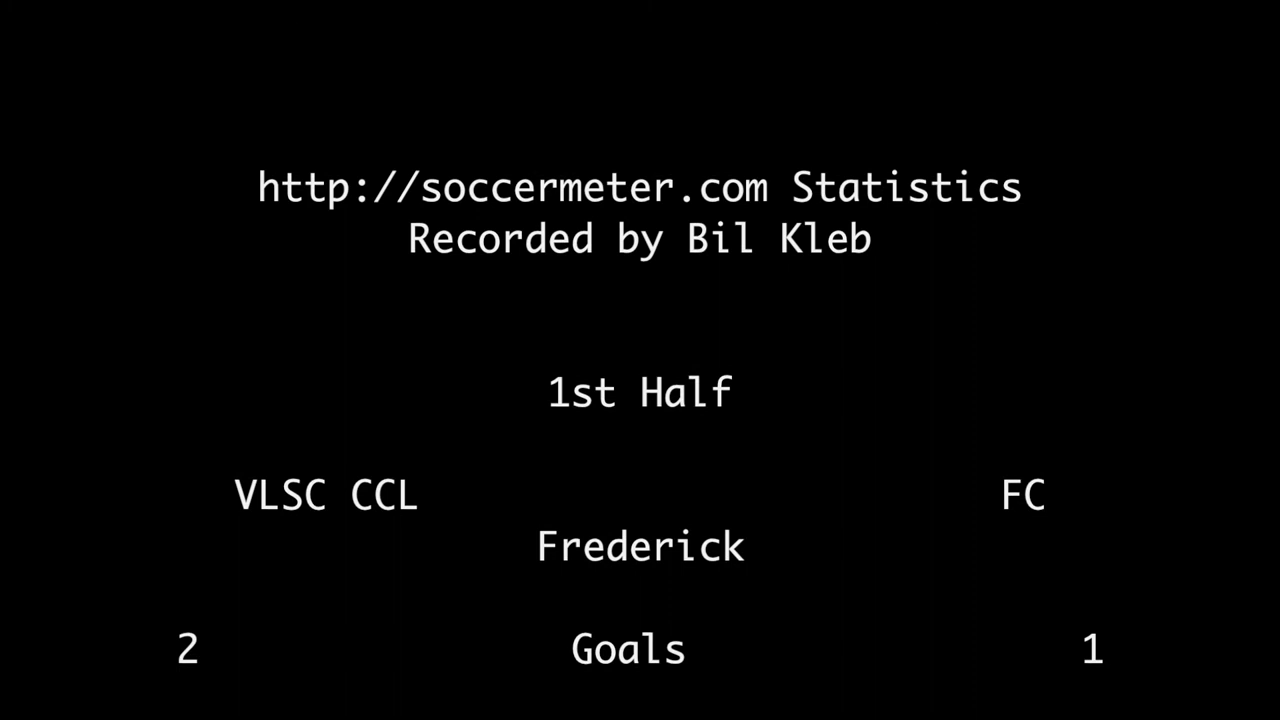 http://soccermeter.com Statistics
Recorded by Bil Kleb
1st Half
VLSC CCL FC
Frederick
2 Goals 1